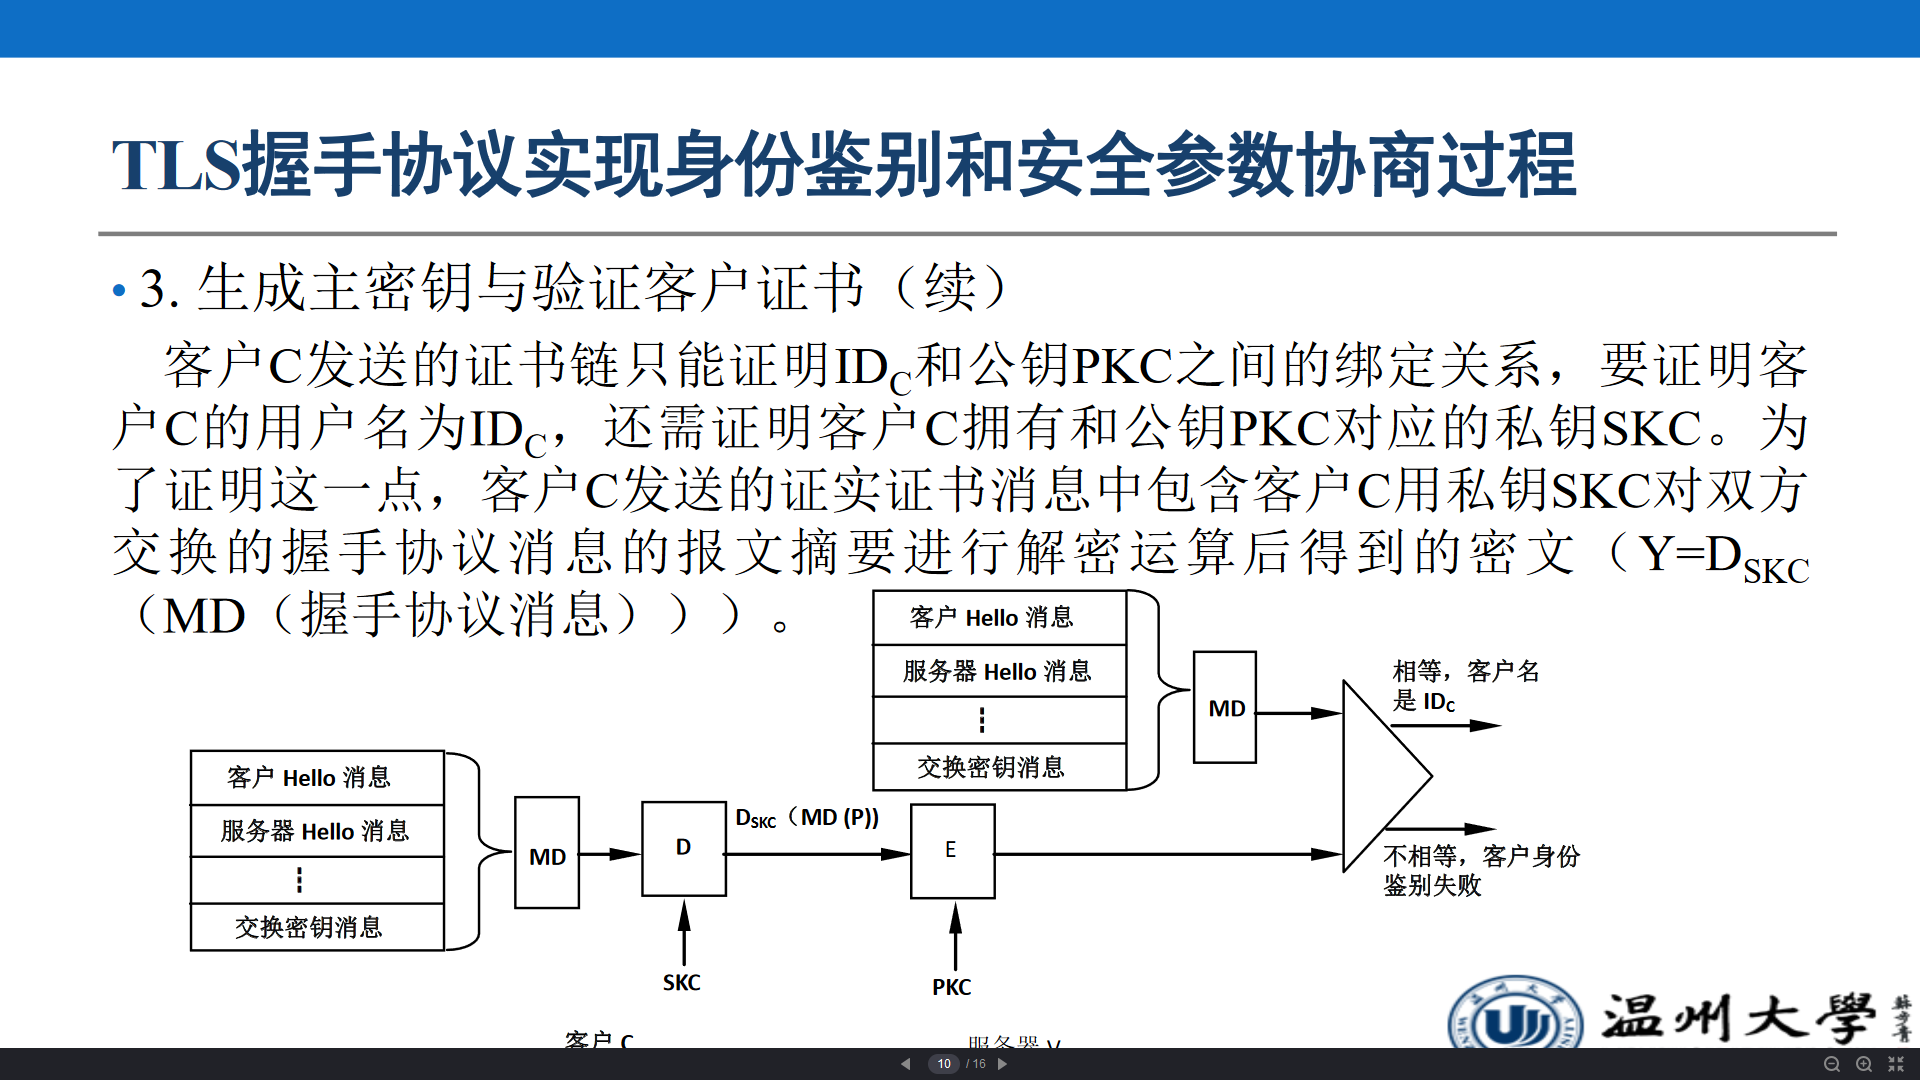 TLS握手协议实现身份鉴别和安全参数协商过程
• 3. 生成主密钥与验证客户证书（续）
客户C发送的证书链只能证明IDC和公钥PKC之间的绑定关系，要证明客
户C的用户名为IDC，还需证明客户C拥有和公钥PKC对应的私钥SKC。为
了证明这一点，客户C发送的证实证书消息中包含客户C用私钥SKC对双方
交换的握手协议消息的报文摘要进行解密运算后得到的密文（Y=DSKC
（MD（握手协议消息）））。
客户 Hello 消息
服务器 Hello 消息
⋮
交换密钥消息
MD
相等，客户名
是 IDC
客户 Hello 消息
服务器 Hello 消息
⋮
交换密钥消息
MD
D
DSKC（MD (P))
E
不相等，客户身份
鉴别失败
SKC
PKC
客户 C
服务器 V
温州大学
10 / 16